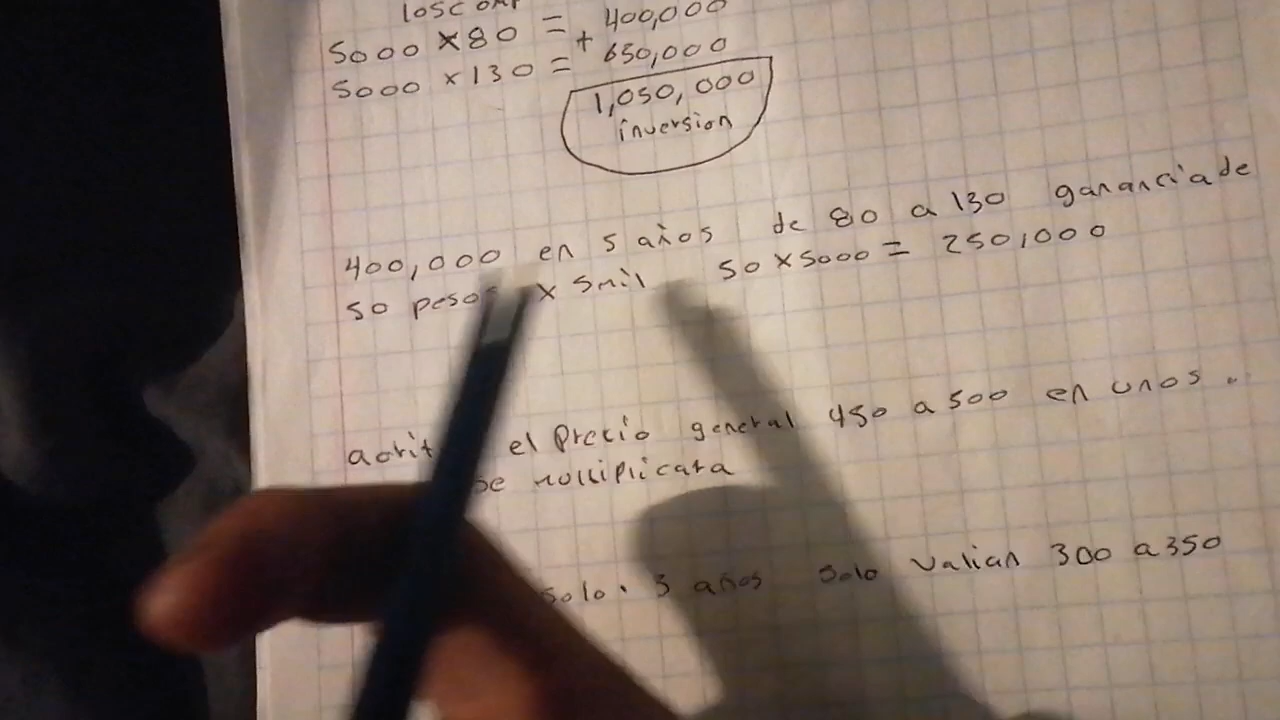 5000 x 80 = + 400,000
5000 x 130 = 650,000
1,050,000
inversion
400,000 en 5 años de 80 a 130 ganancia de
50 pesos x 5mil 50 x 5000 = 250,000
el Precio general 450 a 500 en unos
se
solo. 3 años solo valian 300 a 350